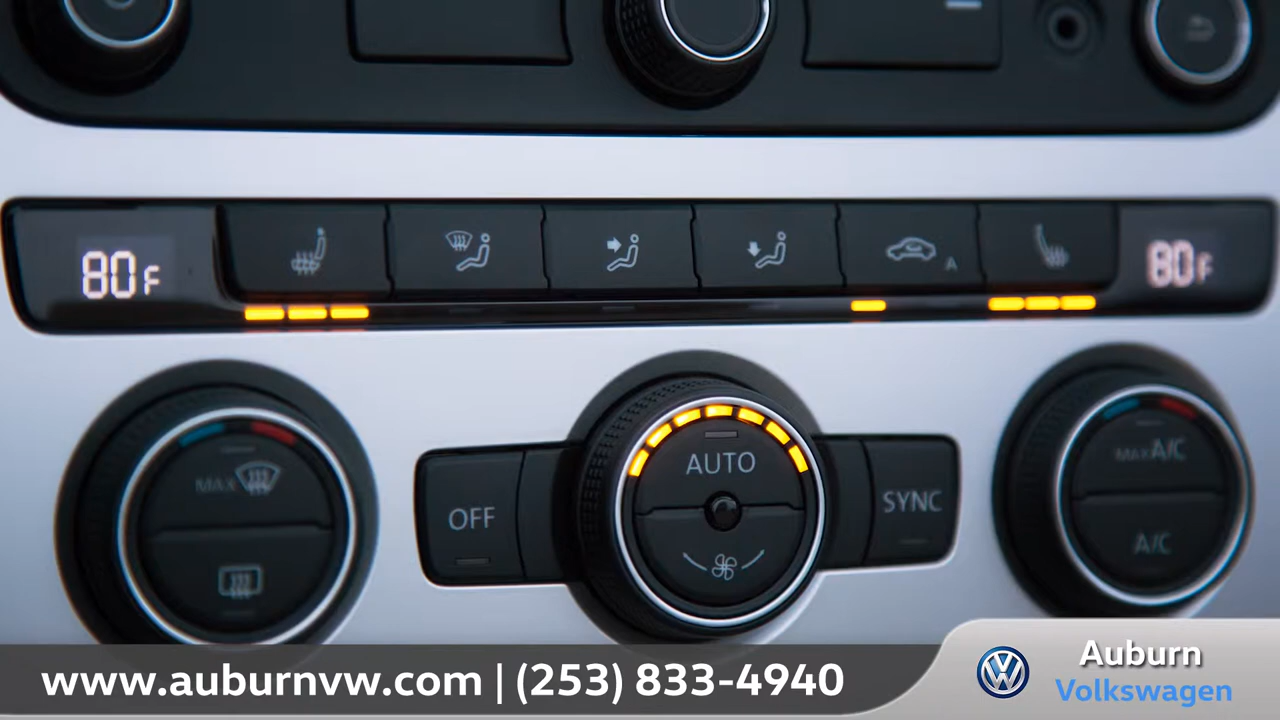 80F
A
80F
MAX
AUTO
OFF
SYNC
MAX A/C
A/C
www.auburnvw.com | (253) 833-4940
Auburn
Volkswagen